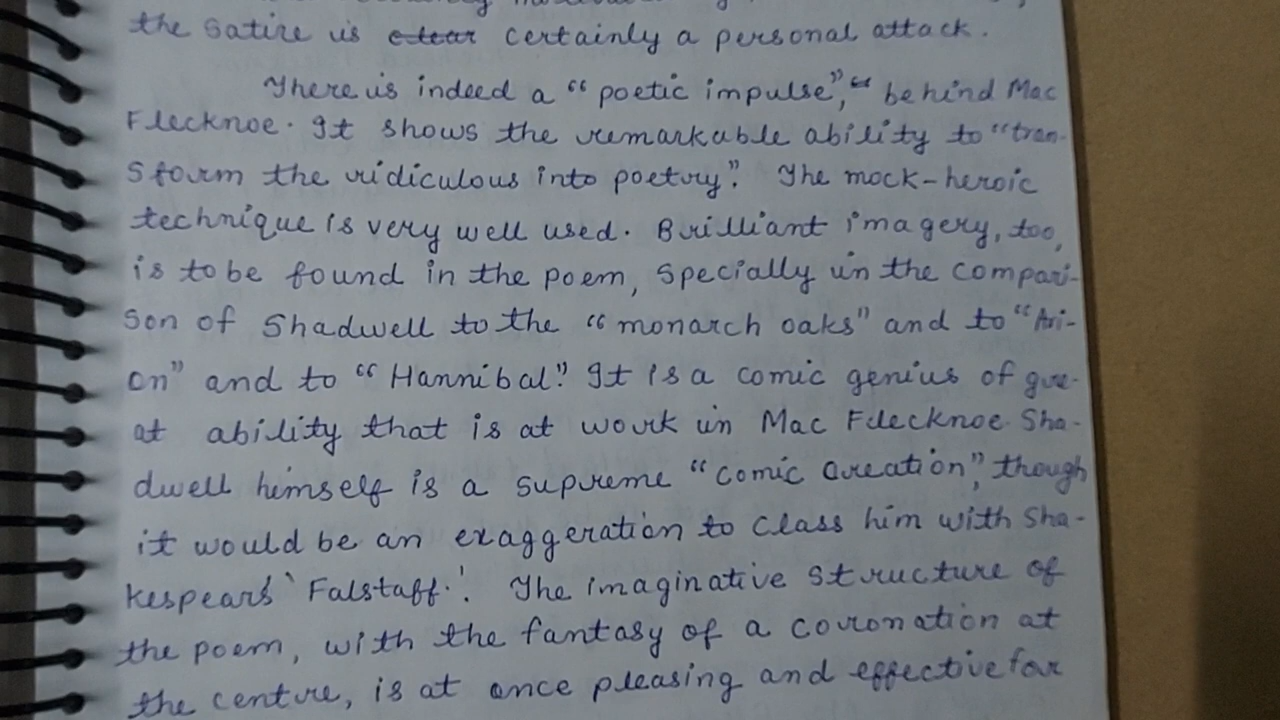 the satire is clear certainly a personal attack.
There is indeed a “poetic impulse”,“ behind Mac
Flecknoe. It shows the remarkable ability to “tran-
sform the ridiculous into poetry”. The mock-heroic
technique is very well used. Brilliant imagery, too,
is to be found in the poem, specially in the compari-
son of Shadwell to the “monarch oaks” and to “Ari-
on” and to “Hannibal”. It is a comic genius of gre-
at ability that is at work in Mac Flecknoe. Sha-
dwell himself is a supreme “comic creation”, though
it would be an exaggeration to class him with Sha-
kespears ‘Falstaff.’. The imaginative structure of
the poem, with the fantasy of a coronation at
the centre, is at once pleasing and effective for